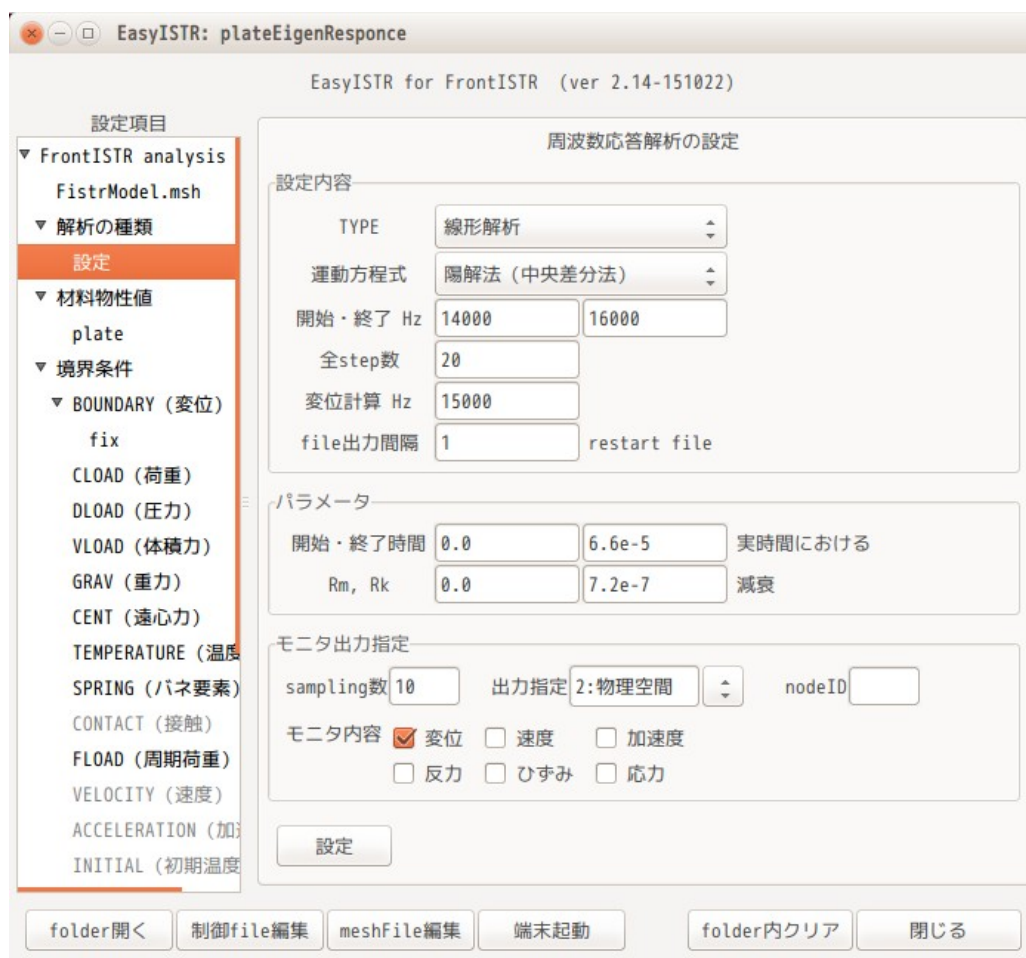 EasyISTR: plateEigenResponce
EasyISTR for FrontISTR (ver 2.14-151022)
設定項目
FrontISTR analysis
FistrModel.msh
解析の種類
設定
材料物性値
plate
境界条件
BOUNDARY (変位)
fix
CLOAD (荷重)
DLOAD (圧力)
VLOAD (体積力)
GRAV (重力)
CENT (遠心力)
TEMPERATURE (温度
SPRING (バネ要素)
CONTACT (接触)
FLOAD (周期荷重)
VELOCITY (速度)
ACCELERATION (加速
INITIAL (初期温度
周波数応答解析の設定
設定内容
TYPE 線形解析
運動方程式 陽解法 (中央差分法)
開始・終了 Hz 14000 16000
全step数 20
変位計算 Hz 15000
file出力間隔 1 restart file
パラメータ
開始・終了時間 0.0 6.6e-5 実時間における
Rm, Rk 0.0 7.2e-7 減衰
モニタ出力指定
sampling数 10 出力指定 2:物理空間 nodeID
モニタ内容 変位 速度 加速度
反力 ひずみ 応力
設定
folder開く 制御file編集 meshFile編集 端末起動 folder内クリア 閉じる